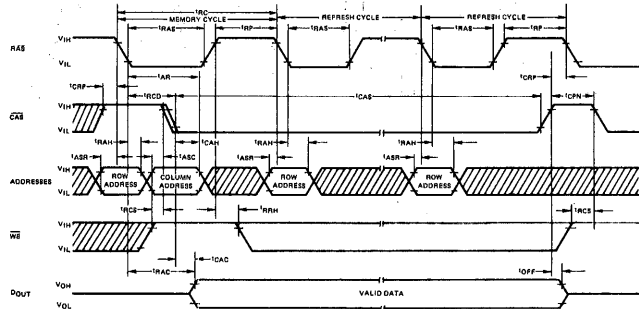 tRC
MEMORY CYCLE
REFRESH CYCLE
REFRESH CYCLE
tRAS
tRP
tRAS
tRAS
tRP
RAS
VIH
VIL
tAR
tCRP
tRCD
tCAS
tCRP
tCPN
CAS
VIH
VIL
tRAH
tCAH
tRAH
tRAH
tASR
tASC
tASR
tASR
ADDRESSES
VIH
VIL
ROW
ADDRESS
COLUMN
ADDRESS
ROW
ADDRESS
ROW
ADDRESS
tRCS
tRRH
tRCS
WE
VIH
VIL
tRAC
tCAC
tOFF
DOUT
VOH
VOL
VALID DATA